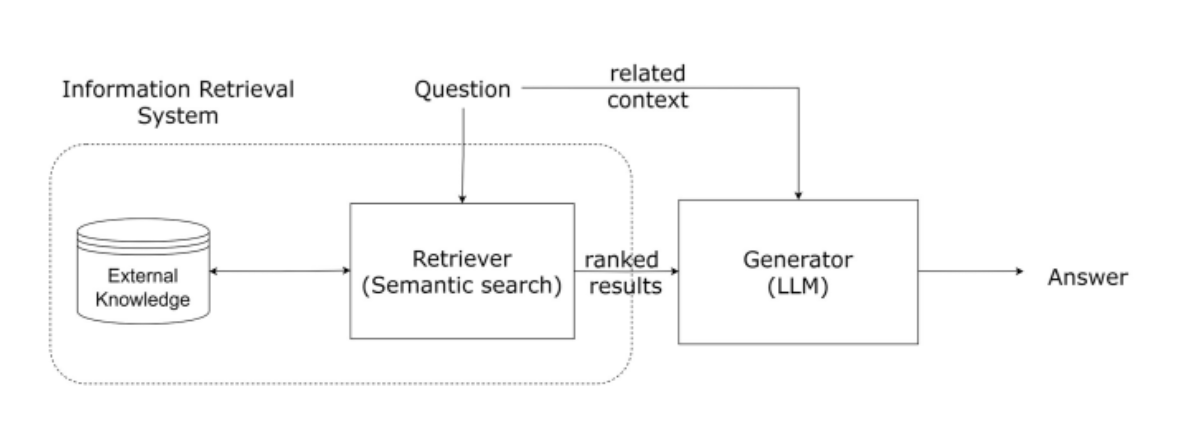 Information Retrieval
System
Question
related
context
External
Knowledge
Retriever
(Semantic search)
ranked
results
Generator
(LLM)
Answer